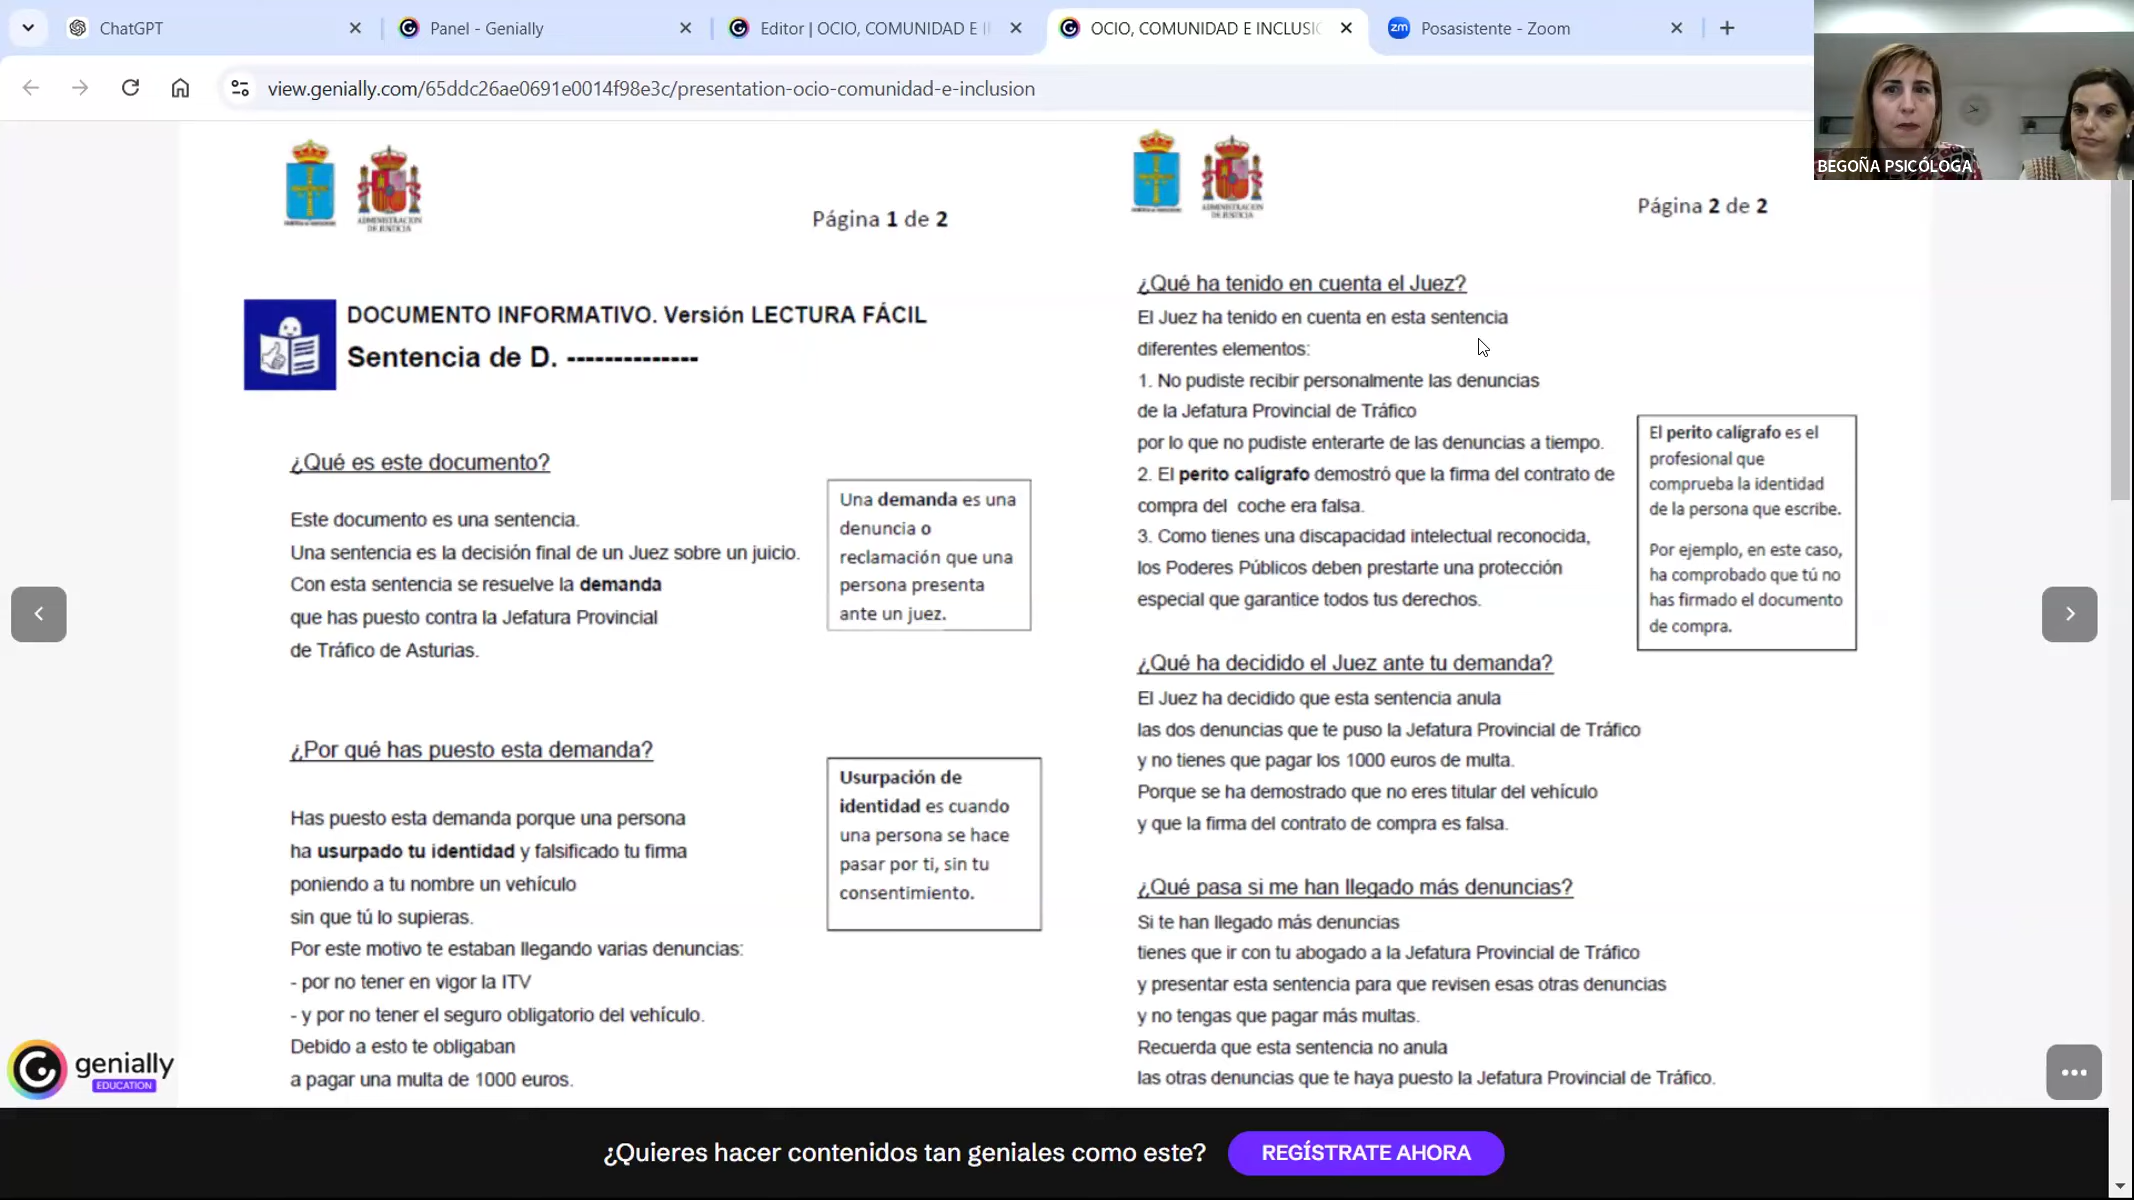 ChatGPT
Panel - Genially
Editor | OCIO, COMUNIDAD E I
OCIO, COMUNIDAD E INCLUSI
zm Posasistente - Zoom
view.genially.com/65ddc26ae0691e0014f98e3c/presentation-ocio-comunidad-e-inclusion
BEGOÑA PSICÓLOGA
ADMINISTRACION
DE JUSTICIA
Página 1 de 2
DOCUMENTO INFORMATIVO. Versión LECTURA FÁCIL
Sentencia de D. --------------
¿Qué es este documento?
Este documento es una sentencia.
Una sentencia es la decisión final de un Juez sobre un juicio.
Con esta sentencia se resuelve la demanda
que has puesto contra la Jefatura Provincial
de Tráfico de Asturias.
Una demanda es una
denuncia o
reclamación que una
persona presenta
ante un juez.
¿Por qué has puesto esta demanda?
Has puesto esta demanda porque una persona
ha usurpado tu identidad y falsificado tu firma
poniendo a tu nombre un vehículo
sin que tú lo supieras.
Por este motivo te estaban llegando varias denuncias:
- por no tener en vigor la ITV
- y por no tener el seguro obligatorio del vehículo.
Debido a esto te obligaban
a pagar una multa de 1000 euros.
Usurpación de
identidad es cuando
una persona se hace
pasar por ti, sin tu
consentimiento.
ADMINISTRACION
DE JUSTICIA
Página 2 de 2
¿Qué ha tenido en cuenta el Juez?
El Juez ha tenido en cuenta en esta sentencia
diferentes elementos:
1. No pudiste recibir personalmente las denuncias
de la Jefatura Provincial de Tráfico
por lo que no pudiste enterarte de las denuncias a tiempo.
2. El perito calígrafo demostró que la firma del contrato de
compra del coche era falsa.
3. Como tienes una discapacidad intelectual reconocida,
los Poderes Públicos deben prestarte una protección
especial que garantice todos tus derechos.
El perito calígrafo es el
profesional que
comprueba la identidad
de la persona que escribe.
Por ejemplo, en este caso,
ha comprobado que tú no
has firmado el documento
de compra.
¿Qué ha decidido el Juez ante tu demanda?
El Juez ha decidido que esta sentencia anula
las dos denuncias que te puso la Jefatura Provincial de Tráfico
y no tienes que pagar los 1000 euros de multa.
Porque se ha demostrado que no eres titular del vehículo
y que la firma del contrato de compra es falsa.
¿Qué pasa si me han llegado más denuncias?
Si te han llegado más denuncias
tienes que ir con tu abogado a la Jefatura Provincial de Tráfico
y presentar esta sentencia para que revisen esas otras denuncias
y no tengas que pagar más multas.
Recuerda que esta sentencia no anula
las otras denuncias que te haya puesto la Jefatura Provincial de Tráfico.
genially
EDUCATION
¿Quieres hacer contenidos tan geniales como este?
REGÍSTRATE AHORA